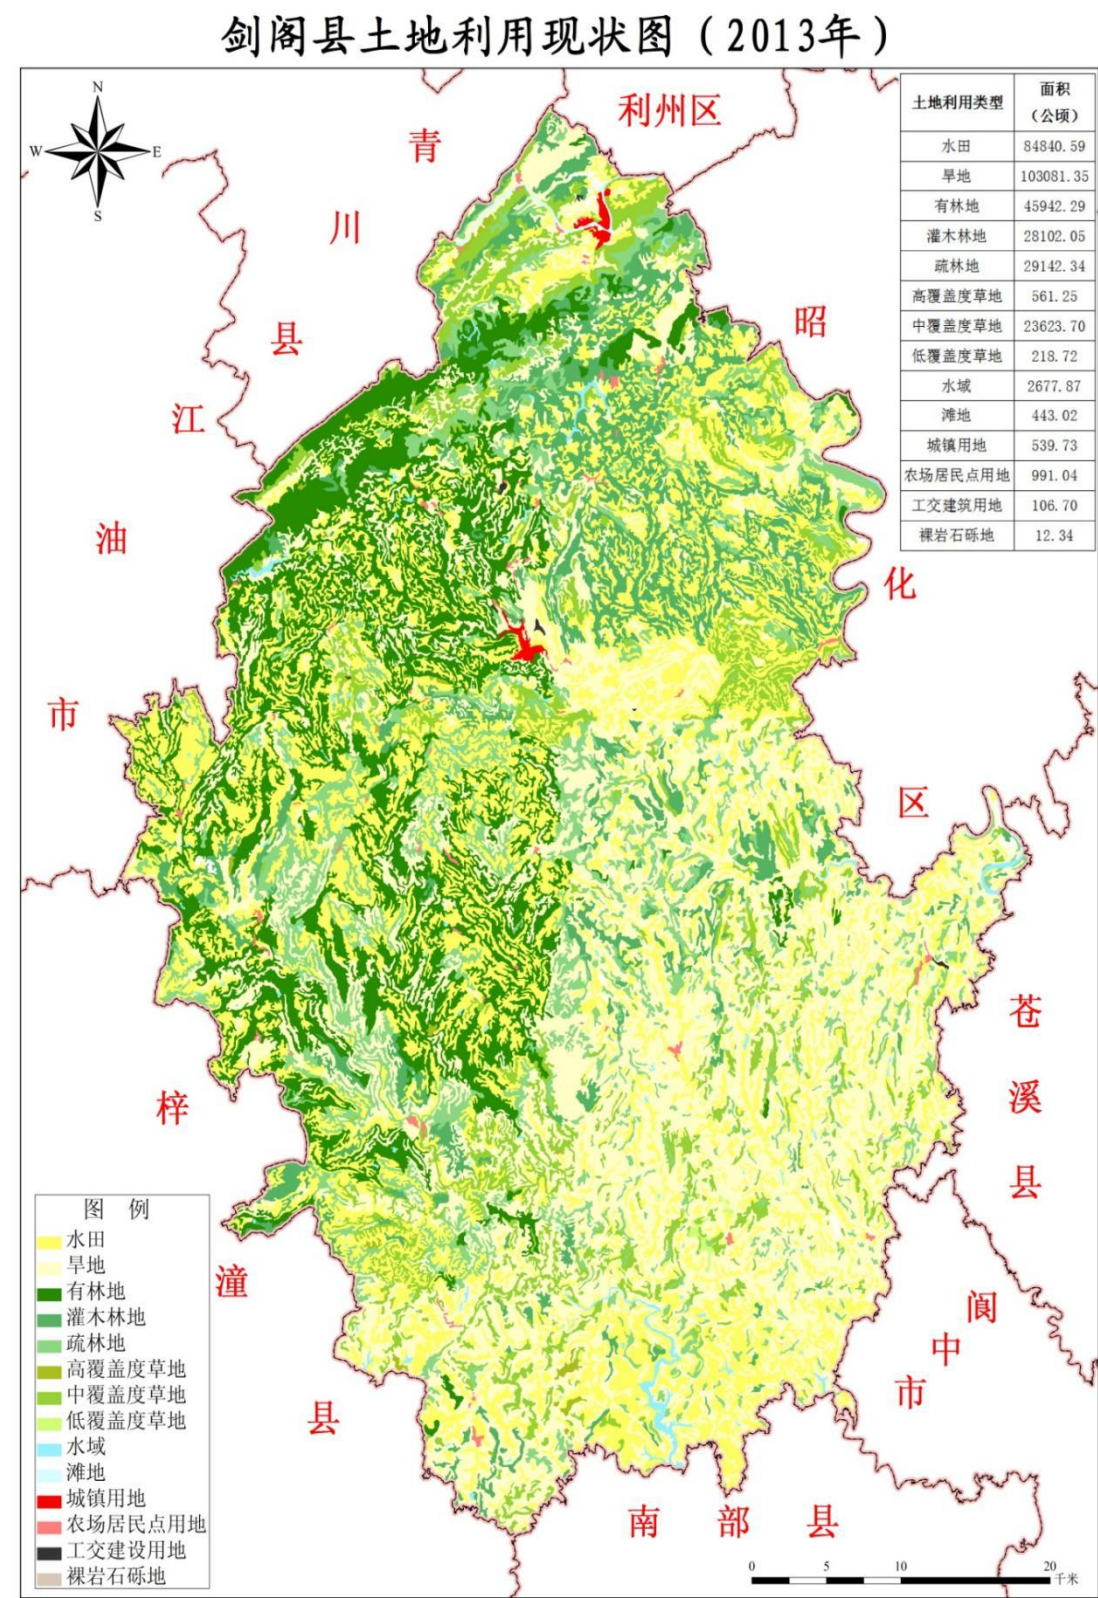 剑阁县土地利用现状图（2013年）
N
W
E
S
青
川
县
利州区
昭
化
区
江
油
市
梓
潼
县
苍
溪
县
阆
中
市
南部县
土地利用类型 面积（公顷）
水田 84840.59
旱地 103081.35
有林地 45942.29
灌木林地 28102.05
疏林地 29142.34
高覆盖度草地 561.25
中覆盖度草地 23623.70
低覆盖度草地 218.72
水域 2677.87
滩地 443.02
城镇用地 539.73
农场居民点用地 991.04
工交建筑用地 106.70
裸岩石砾地 12.34
图 例
水田
旱地
有林地
灌木林地
疏林地
高覆盖度草地
中覆盖度草地
低覆盖度草地
水域
滩地
城镇用地
农场居民点用地
工交建设用地
裸岩石砾地
0 5 10 20
千米